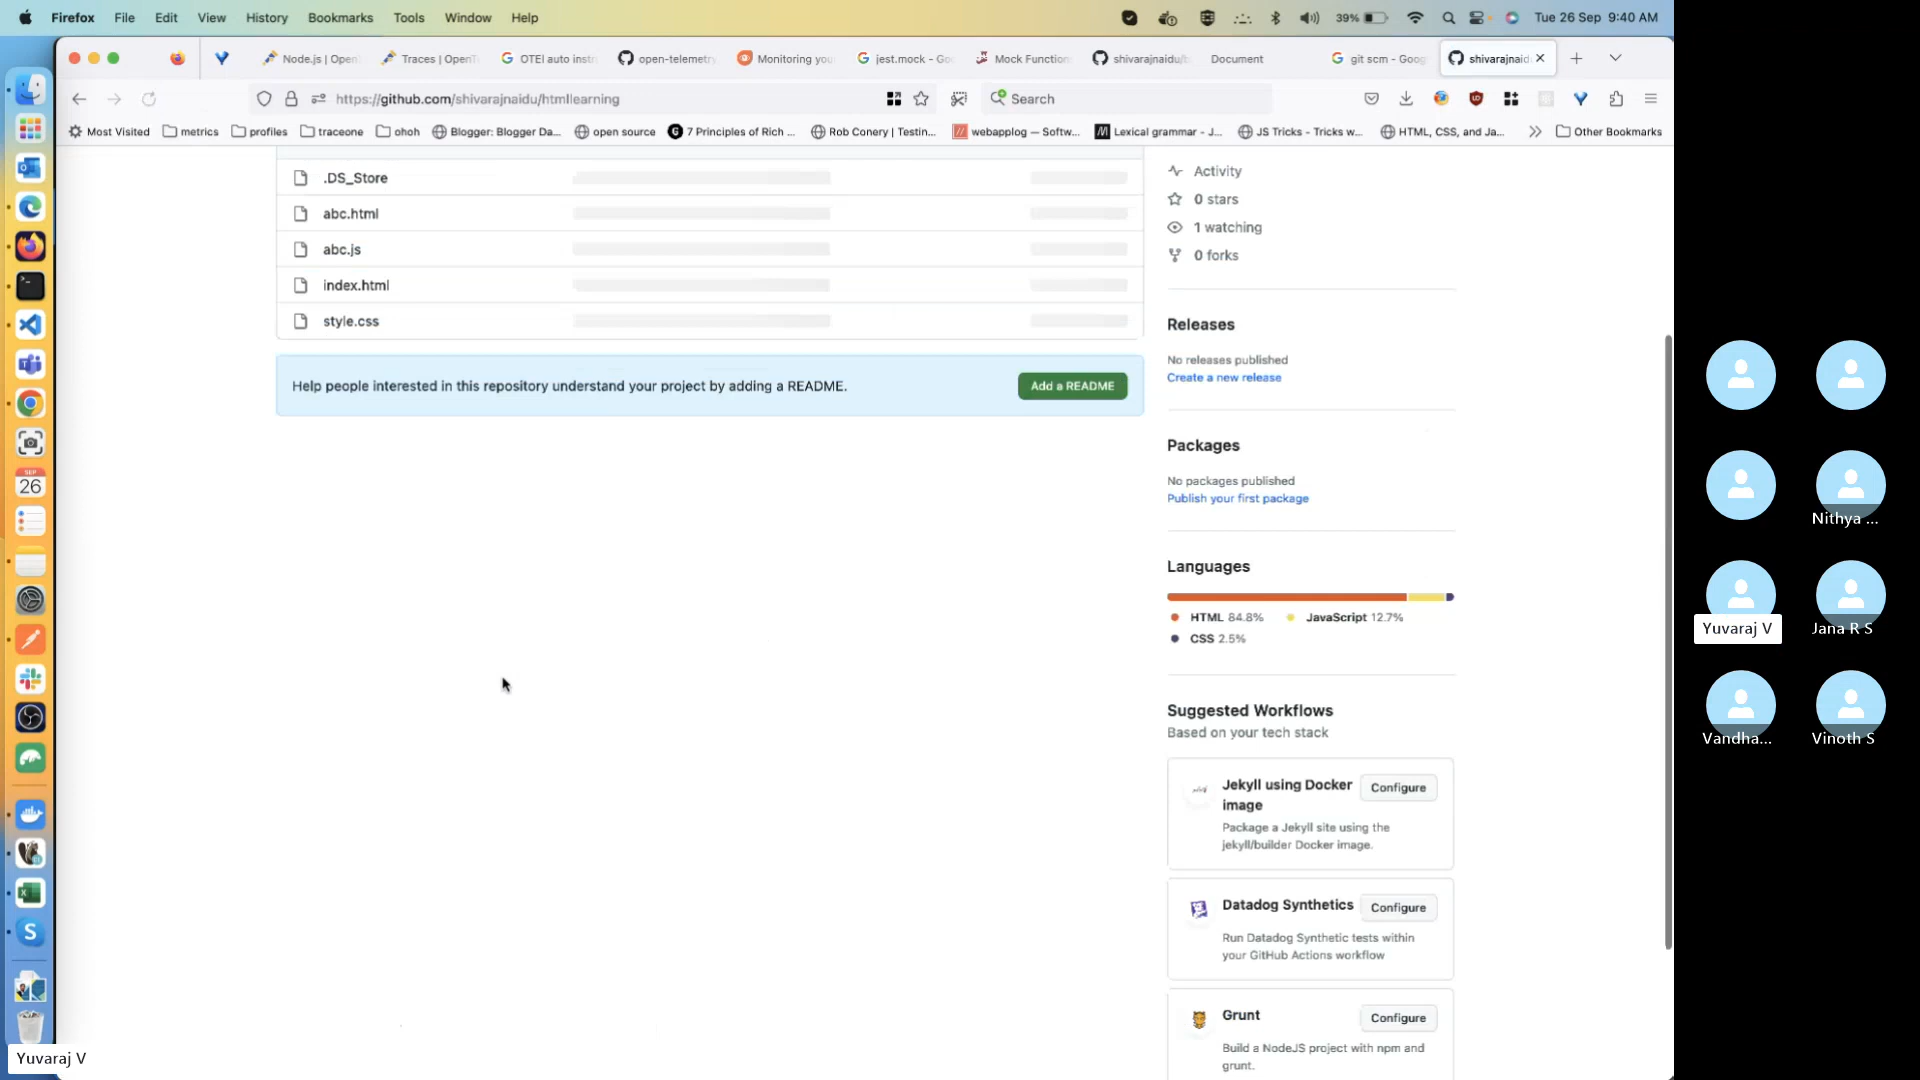 Firefox File Edit View History Bookmarks Tools Window Help
39% Tue 26 Sep 9:40 AM
Node.js | Open
Traces | OpenT
OTEl auto instr
open-telemetry
Monitoring you
jest.mock - Goo
Mock Function
shivarajnaidu/t
Document
git scm - Goog
shivarajnaid
https://github.com/shivarajnaidu/htmllearning
Search
Most Visited
metrics
profiles
traceone
ohoh
Blogger: Blogger Da...
open source
7 Principles of Rich ...
Rob Conery | Testin...
webapplog — Softw...
Lexical grammar - J...
JS Tricks - Tricks w...
HTML, CSS, and Ja...
Other Bookmarks
.DS_Store
abc.html
abc.js
index.html
style.css
Help people interested in this repository understand your project by adding a README.
Add a README
Activity
0 stars
1 watching
0 forks
Releases
No releases published
Create a new release
Packages
No packages published
Publish your first package
Languages
HTML 84.8% JavaScript 12.7%
CSS 2.5%
Suggested Workflows
Based on your tech stack
Jekyll using Docker
image
Configure
Package a Jekyll site using the
jekyll/builder Docker image.
Datadog Synthetics
Configure
Run Datadog Synthetic tests within
your GitHub Actions workflow
Grunt
Configure
Build a NodeJS project with npm and
grunt.
SEP
26
Nithya ...
Yuvaraj V
Jana R S
Vandha...
Vinoth S
Yuvaraj V